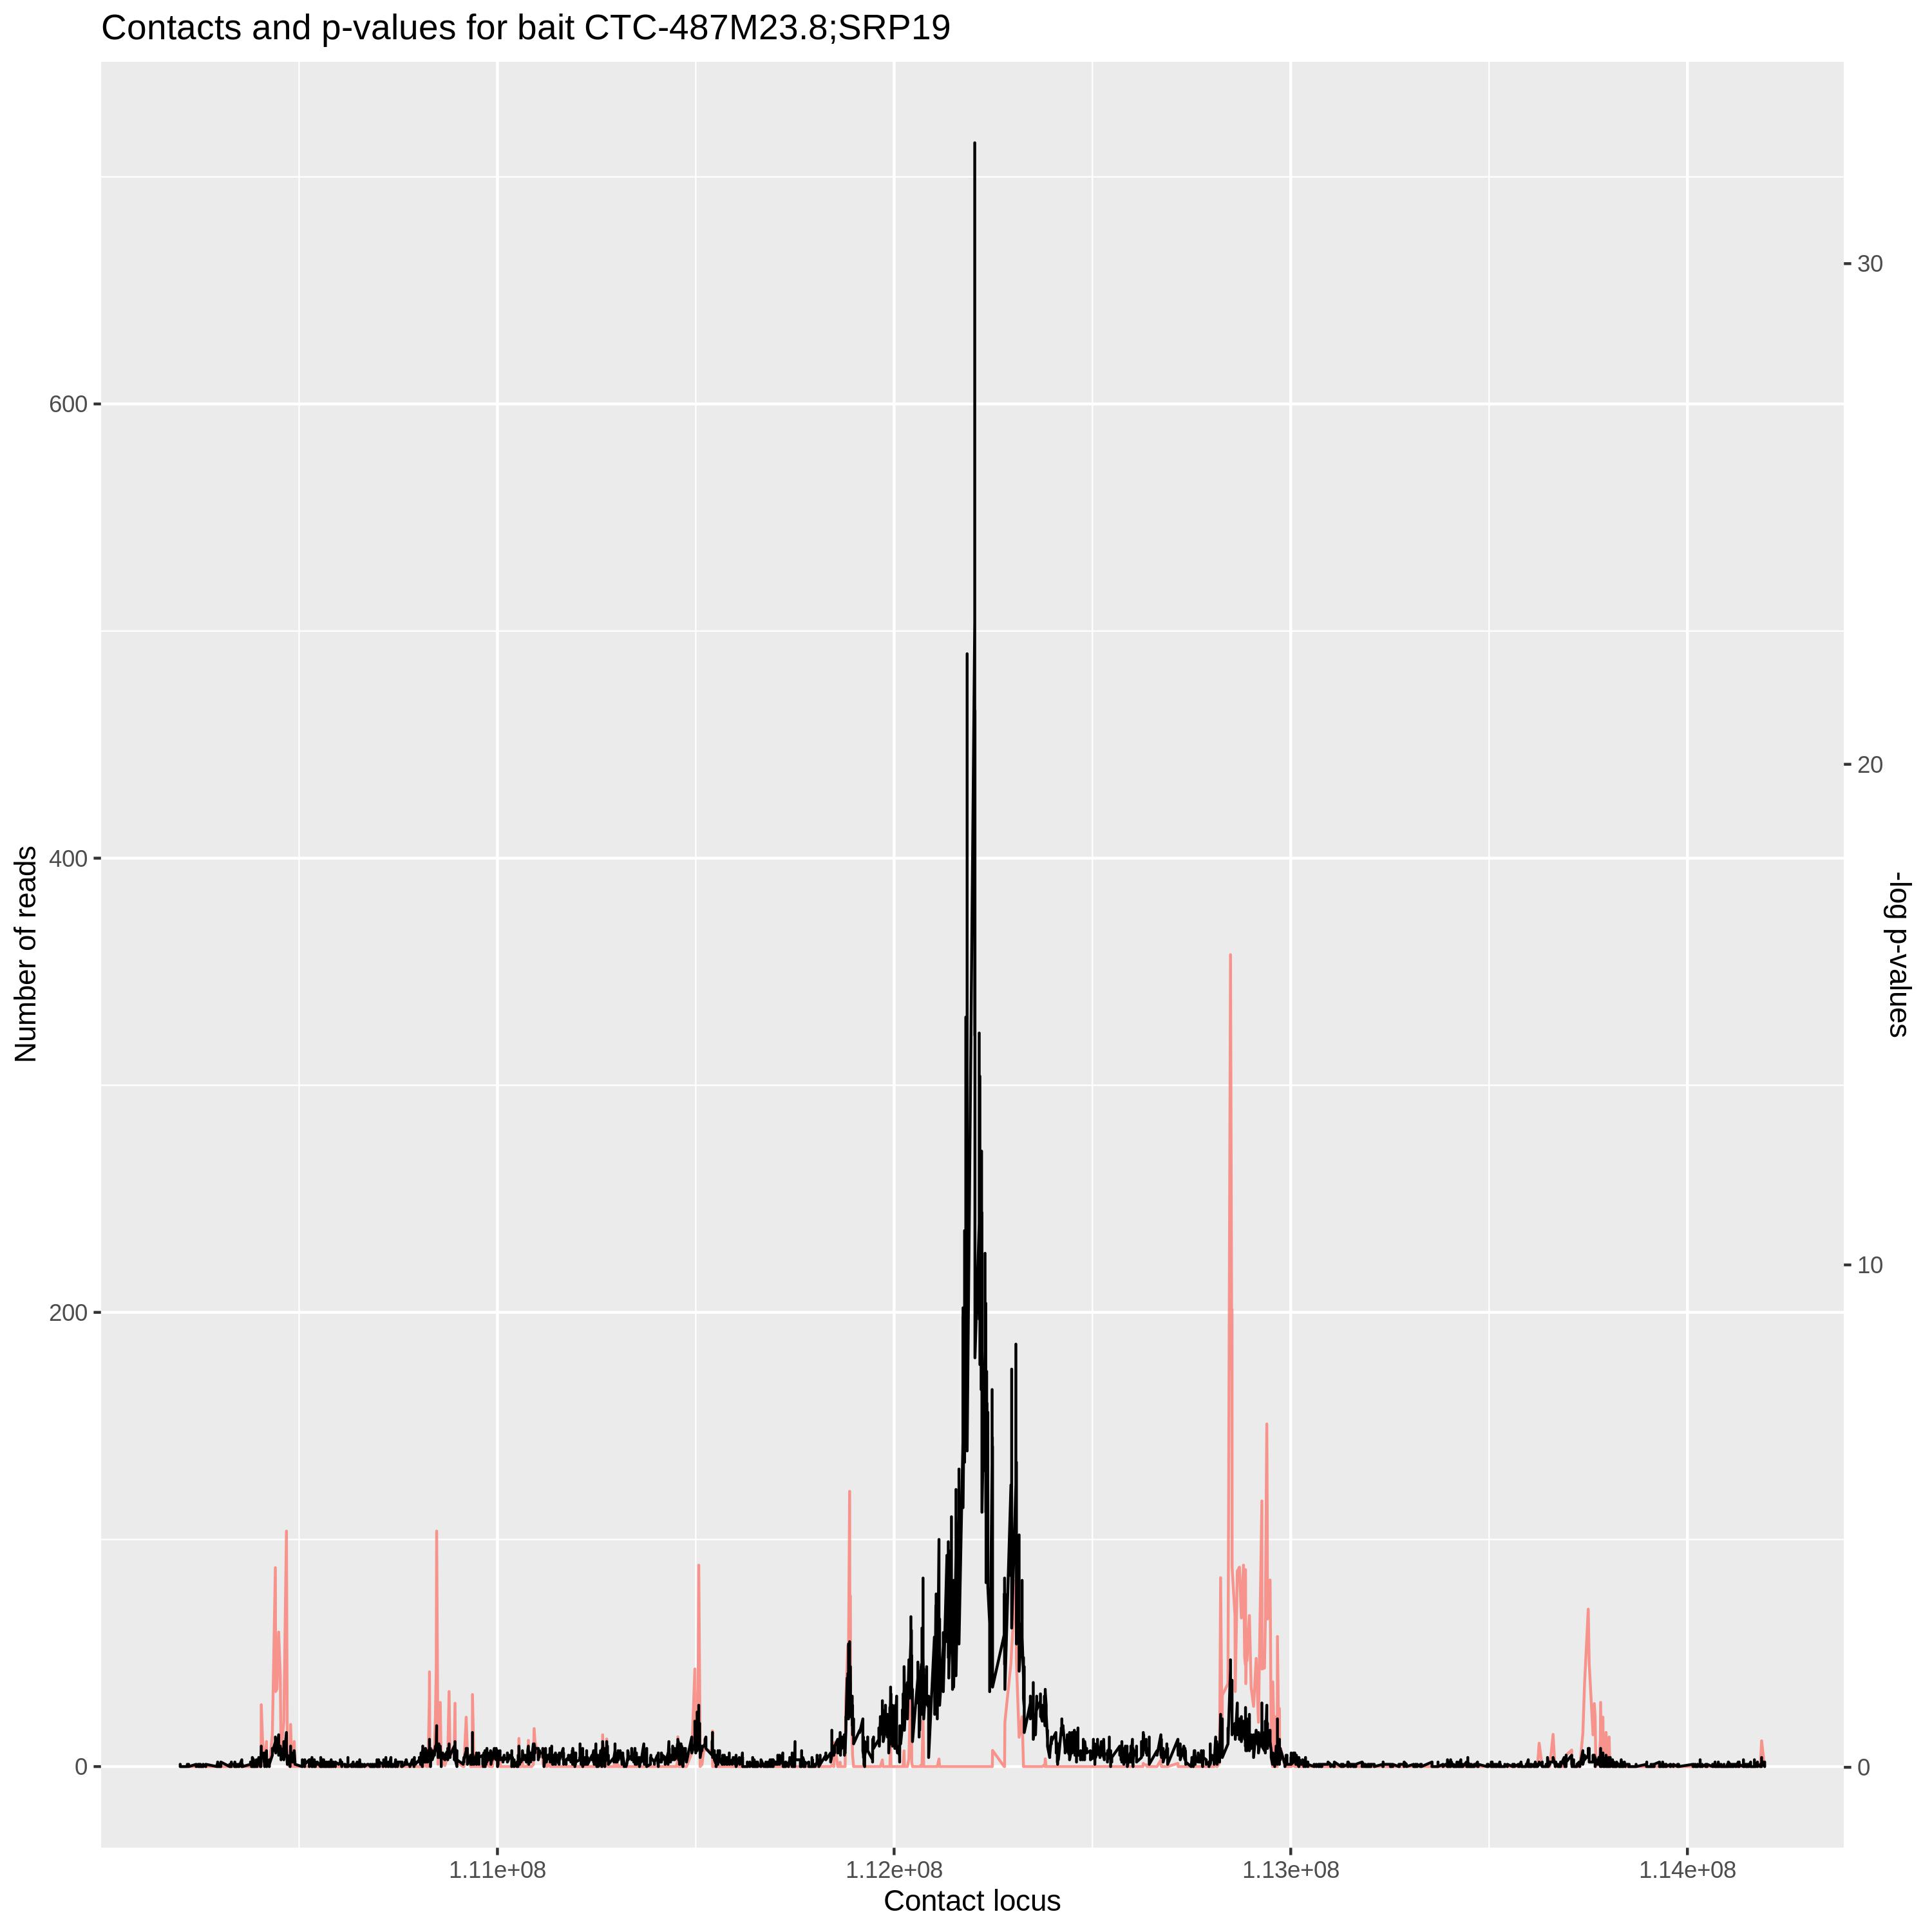 Contacts and p-values for bait CTC-487M23.8;SRP19
Number of reads
600
400
200
0
30
20
10
0
-log p-values
1.11e+08
1.12e+08
1.13e+08
1.14e+08
Contact locus